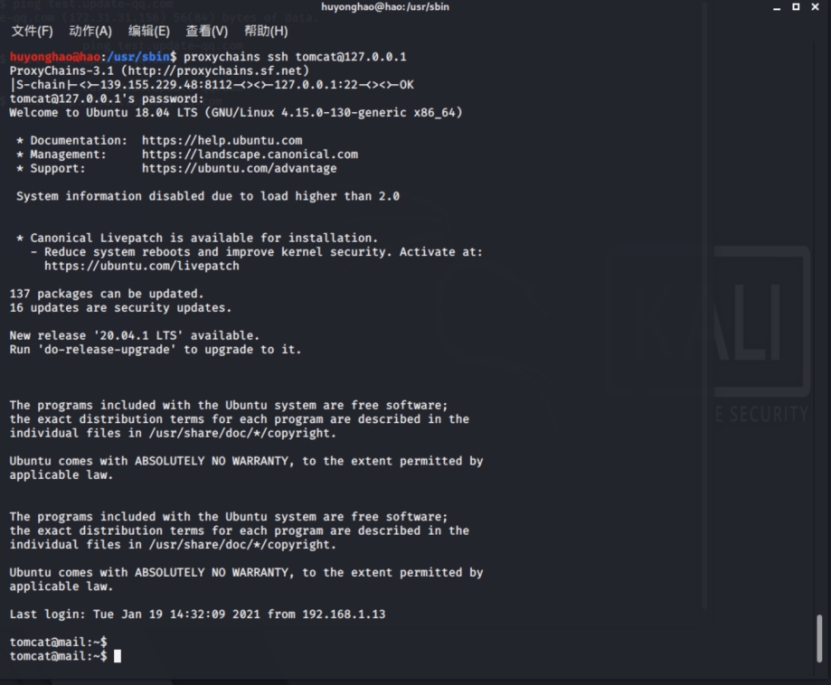 huyonghao@hao:/usr/sbin
文件(F) 动作(A) 编辑(E) 查看(V) 帮助(H)
huyonghao@hao:/usr/sbin$ proxychains ssh tomcat@127.0.0.1
ProxyChains-3.1 (http://proxychains.sf.net)
|S-chain|-<>-139.155.229.48:8112-<><>-127.0.0.1:22-<><>-OK
tomcat@127.0.0.1's password:
Welcome to Ubuntu 18.04 LTS (GNU/Linux 4.15.0-130-generic x86_64)
* Documentation: https://help.ubuntu.com
* Management: https://landscape.canonical.com
* Support: https://ubuntu.com/advantage
System information disabled due to load higher than 2.0
* Canonical Livepatch is available for installation.
- Reduce system reboots and improve kernel security. Activate at:
https://ubuntu.com/livepatch
137 packages can be updated.
16 updates are security updates.
New release '20.04.1 LTS' available.
Run 'do-release-upgrade' to upgrade to it.
The programs included with the Ubuntu system are free software;
the exact distribution terms for each program are described in the
individual files in /usr/share/doc/*/copyright.
Ubuntu comes with ABSOLUTELY NO WARRANTY, to the extent permitted by
applicable law.
The programs included with the Ubuntu system are free software;
the exact distribution terms for each program are described in the
individual files in /usr/share/doc/*/copyright.
Ubuntu comes with ABSOLUTELY NO WARRANTY, to the extent permitted by
applicable law.
Last login: Tue Jan 19 14:32:09 2021 from 192.168.1.13
tomcat@mail:~$
tomcat@mail:~$
KALI
E SECURITY